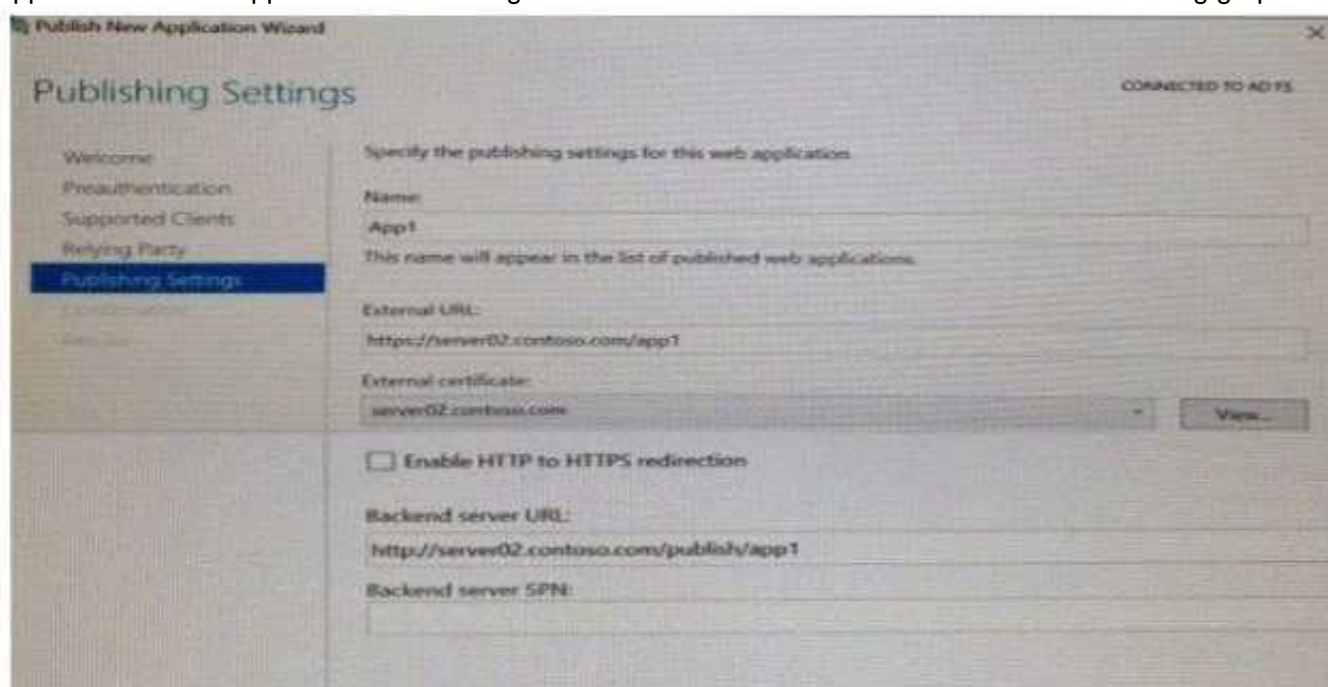 Publish New Application Wizard
Publishing Settings
CONNECTED TO AD FS
Welcome
Preauthentication
Supported Clients
Relying Party
Publishing Settings
Confirmation
Results
Specify the publishing settings for this web application.
Name:
App1
This name will appear in the list of published web applications.
External URL:
https://server02.contoso.com/app1
External certificate:
server02.contoso.com
View...
Enable HTTP to HTTPS redirection
Backend server URL:
http://server02.contoso.com/publish/app1
Backend server SPN: